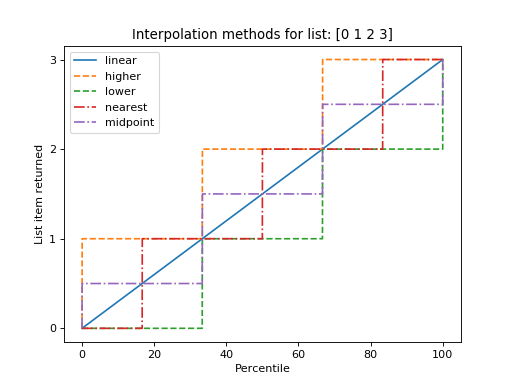 Interpolation methods for list: [0 1 2 3]
linear
higher
lower
nearest
midpoint
3
2
1
0
List item returned
0 20 40 60 80 100
Percentile